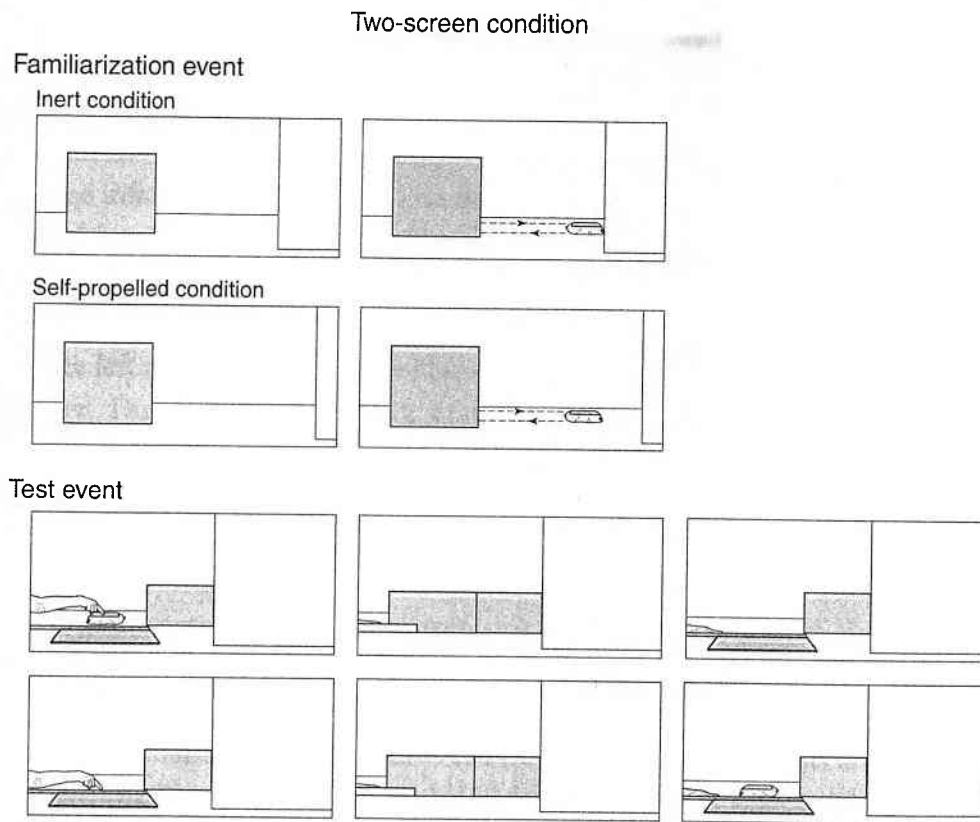 Two-screen condition
Familiarization event
Inert condition
Self-propelled condition
Test event